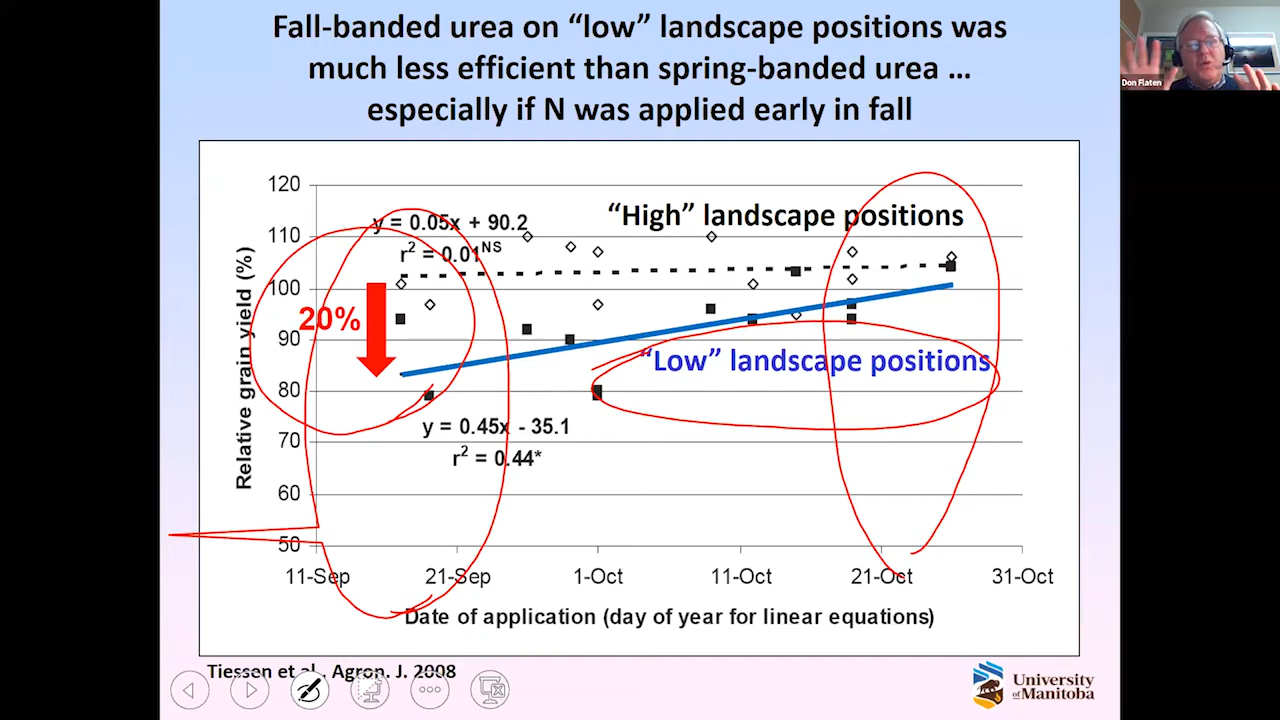 Fall-banded urea on “low” landscape positions was
much less efficient than spring-banded urea ...
especially if N was applied early in fall
Don Flaten
120
110
100
90
80
70
60
50
Relative grain yield (%)
y = 0.05x + 90.2
r² = 0.01ᴺˢ
“High” landscape positions
20%
“Low” landscape positions
y = 0.45x - 35.1
r² = 0.44*
11-Sep 21-Sep 1-Oct 11-Oct 21-Oct 31-Oct
Date of application (day of year for linear equations)
Tiessen et al., Agron. J. 2008
University
of Manitoba